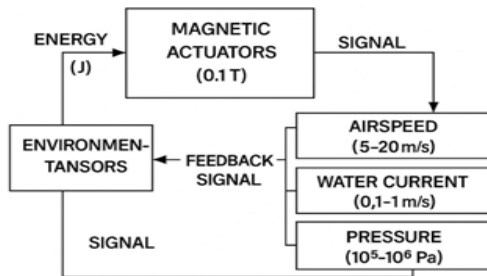 ENERGY
(J)
MAGNETIC
ACTUATORS
(0.1 T)
SIGNAL
AIRSPEED
(5–20 m/s)
ENVIRONMEN-
TANSORS
FEEDBACK
SIGNAL
WATER CURRENT
(0,1–1 m/s)
PRESSURE
(10⁵–10⁶ Pa)
SIGNAL